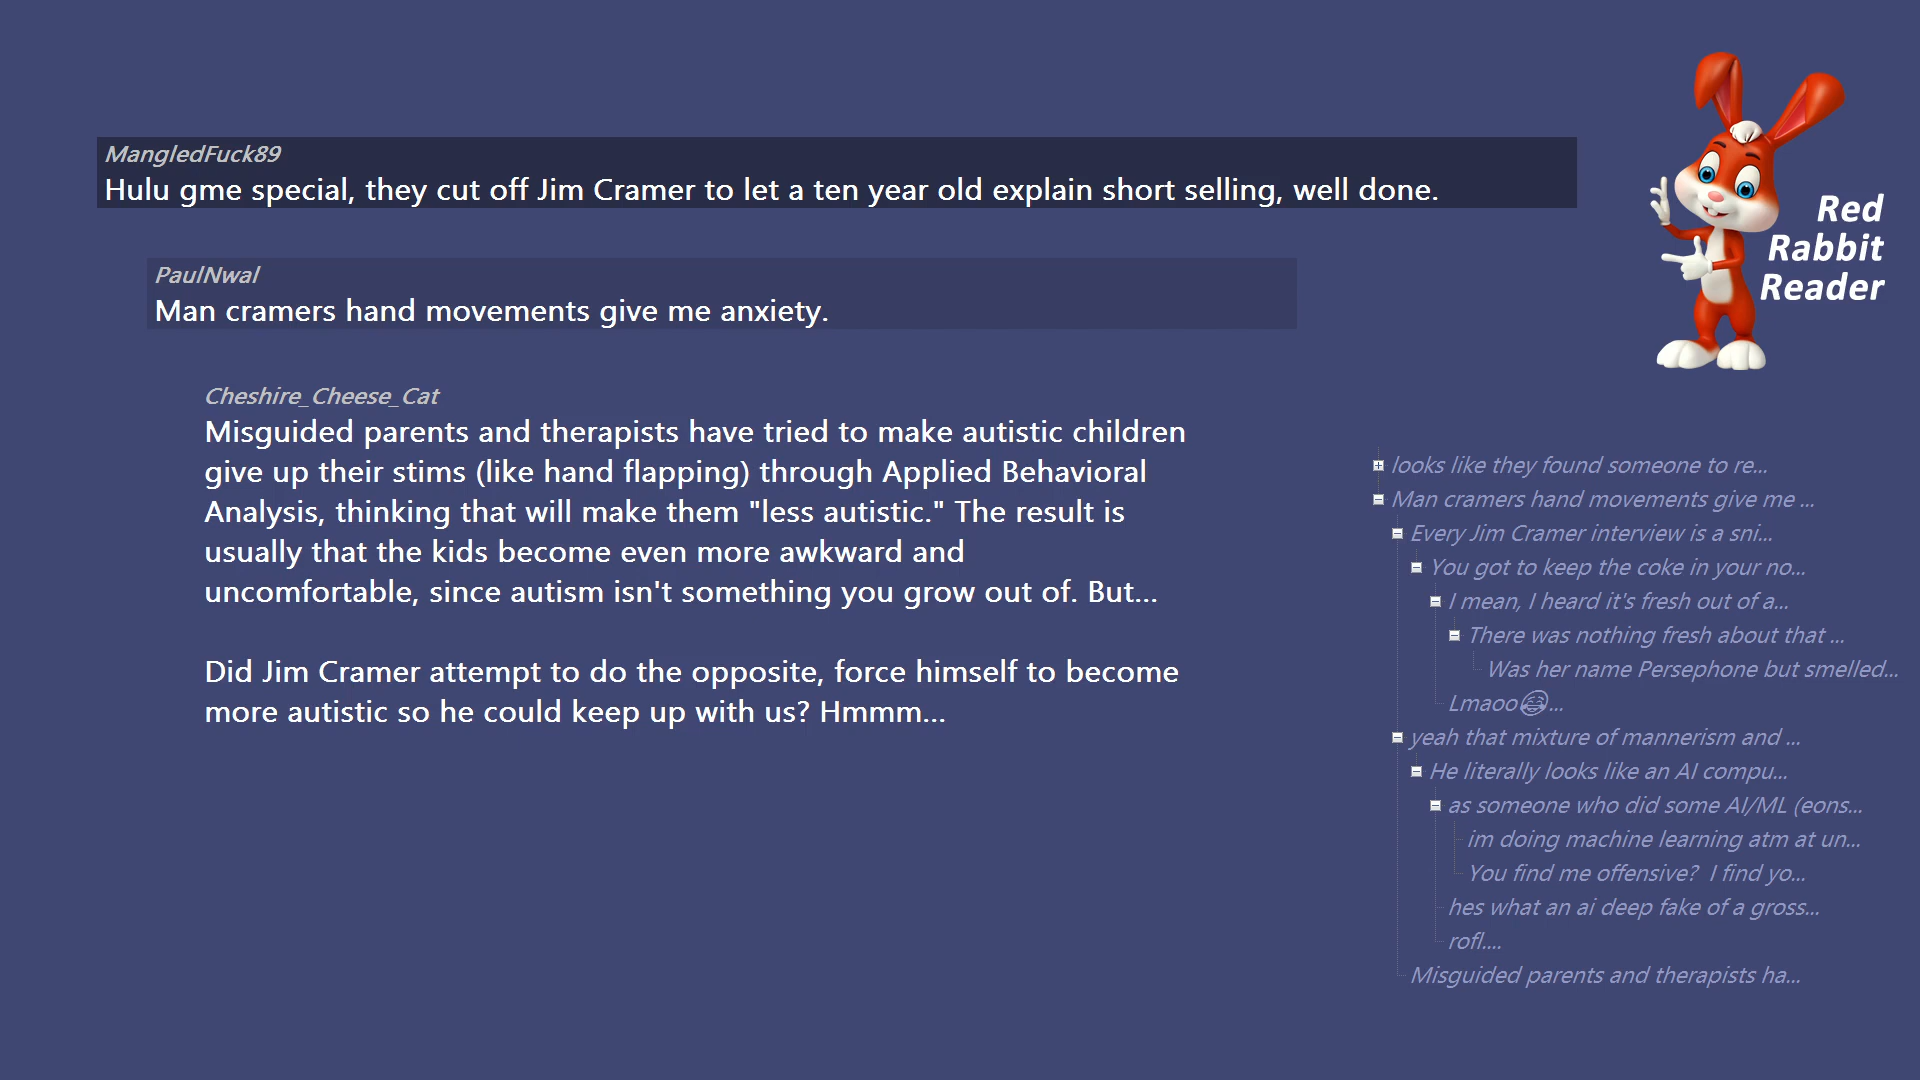 MangledFuck89
Hulu gme special, they cut off Jim Cramer to let a ten year old explain short selling, well done.
PaulNwal
Man cramers hand movements give me anxiety.
Cheshire_Cheese_Cat
Misguided parents and therapists have tried to make autistic children
give up their stims (like hand flapping) through Applied Behavioral
Analysis, thinking that will make them "less autistic." The result is
usually that the kids become even more awkward and
uncomfortable, since autism isn't something you grow out of. But...
Did Jim Cramer attempt to do the opposite, force himself to become
more autistic so he could keep up with us? Hmmm...
Red
Rabbit
Reader
looks like they found someone to re...
Man cramers hand movements give me ...
Every Jim Cramer interview is a sni...
You got to keep the coke in your no...
I mean, I heard it's fresh out of a...
There was nothing fresh about that ...
Was her name Persephone but smelled...
Lmaoo😂...
yeah that mixture of mannerism and ...
He literally looks like an AI compu...
as someone who did some AI/ML (eons...
im doing machine learning atm at un...
You find me offensive?  I find yo...
hes what an ai deep fake of a gross...
rofl....
Misguided parents and therapists ha...